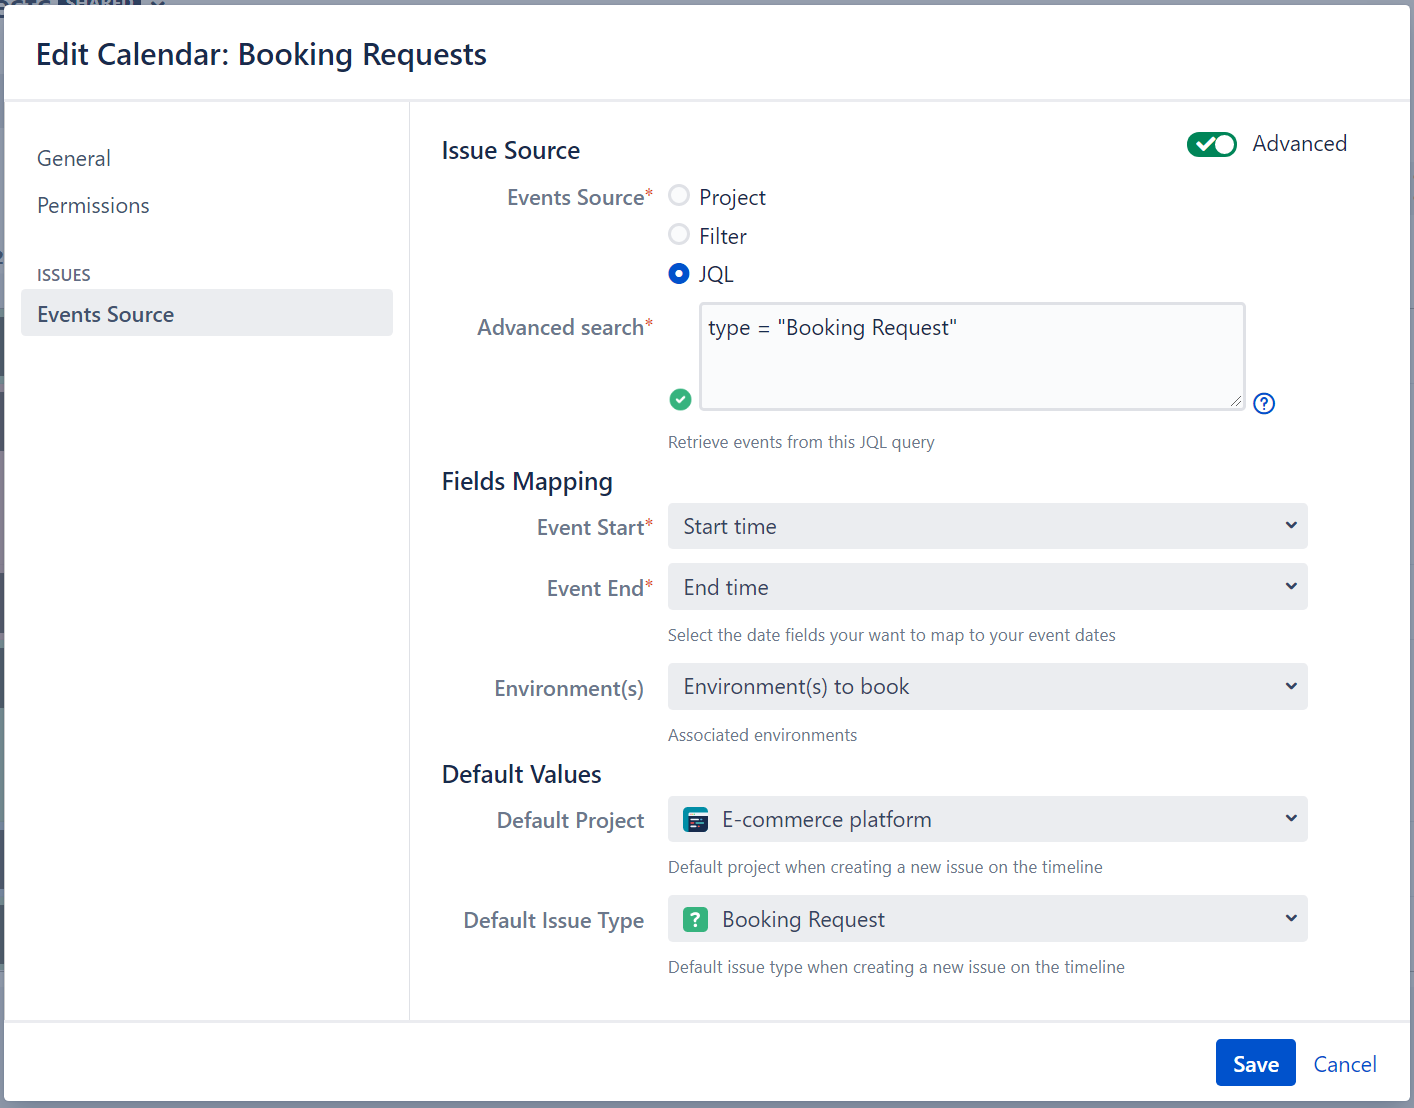 SHARED
Edit Calendar: Booking Requests
General
Permissions
ISSUES
Events Source
Issue Source
Advanced
Events Source*
Project
Filter
JQL
Advanced search*
type = "Booking Request"
Retrieve events from this JQL query
Fields Mapping
Event Start*
Start time
Event End*
End time
Select the date fields your want to map to your event dates
Environment(s)
Environment(s) to book
Associated environments
Default Values
Default Project
E-commerce platform
Default project when creating a new issue on the timeline
Default Issue Type
Booking Request
Default issue type when creating a new issue on the timeline
Save
Cancel